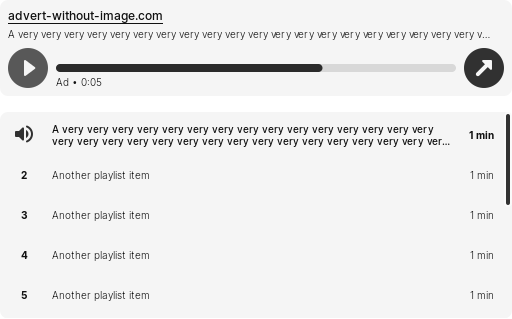 advert-without-image.com
A very very very very very very very very very very very very very very very very very very very very v...
Ad • 0:05
A very very very very very very very very very very very very very very very
very very very very very very very very very very very very very very very ver...
1 min
2 Another playlist item 1 min
3 Another playlist item 1 min
4 Another playlist item 1 min
5 Another playlist item 1 min